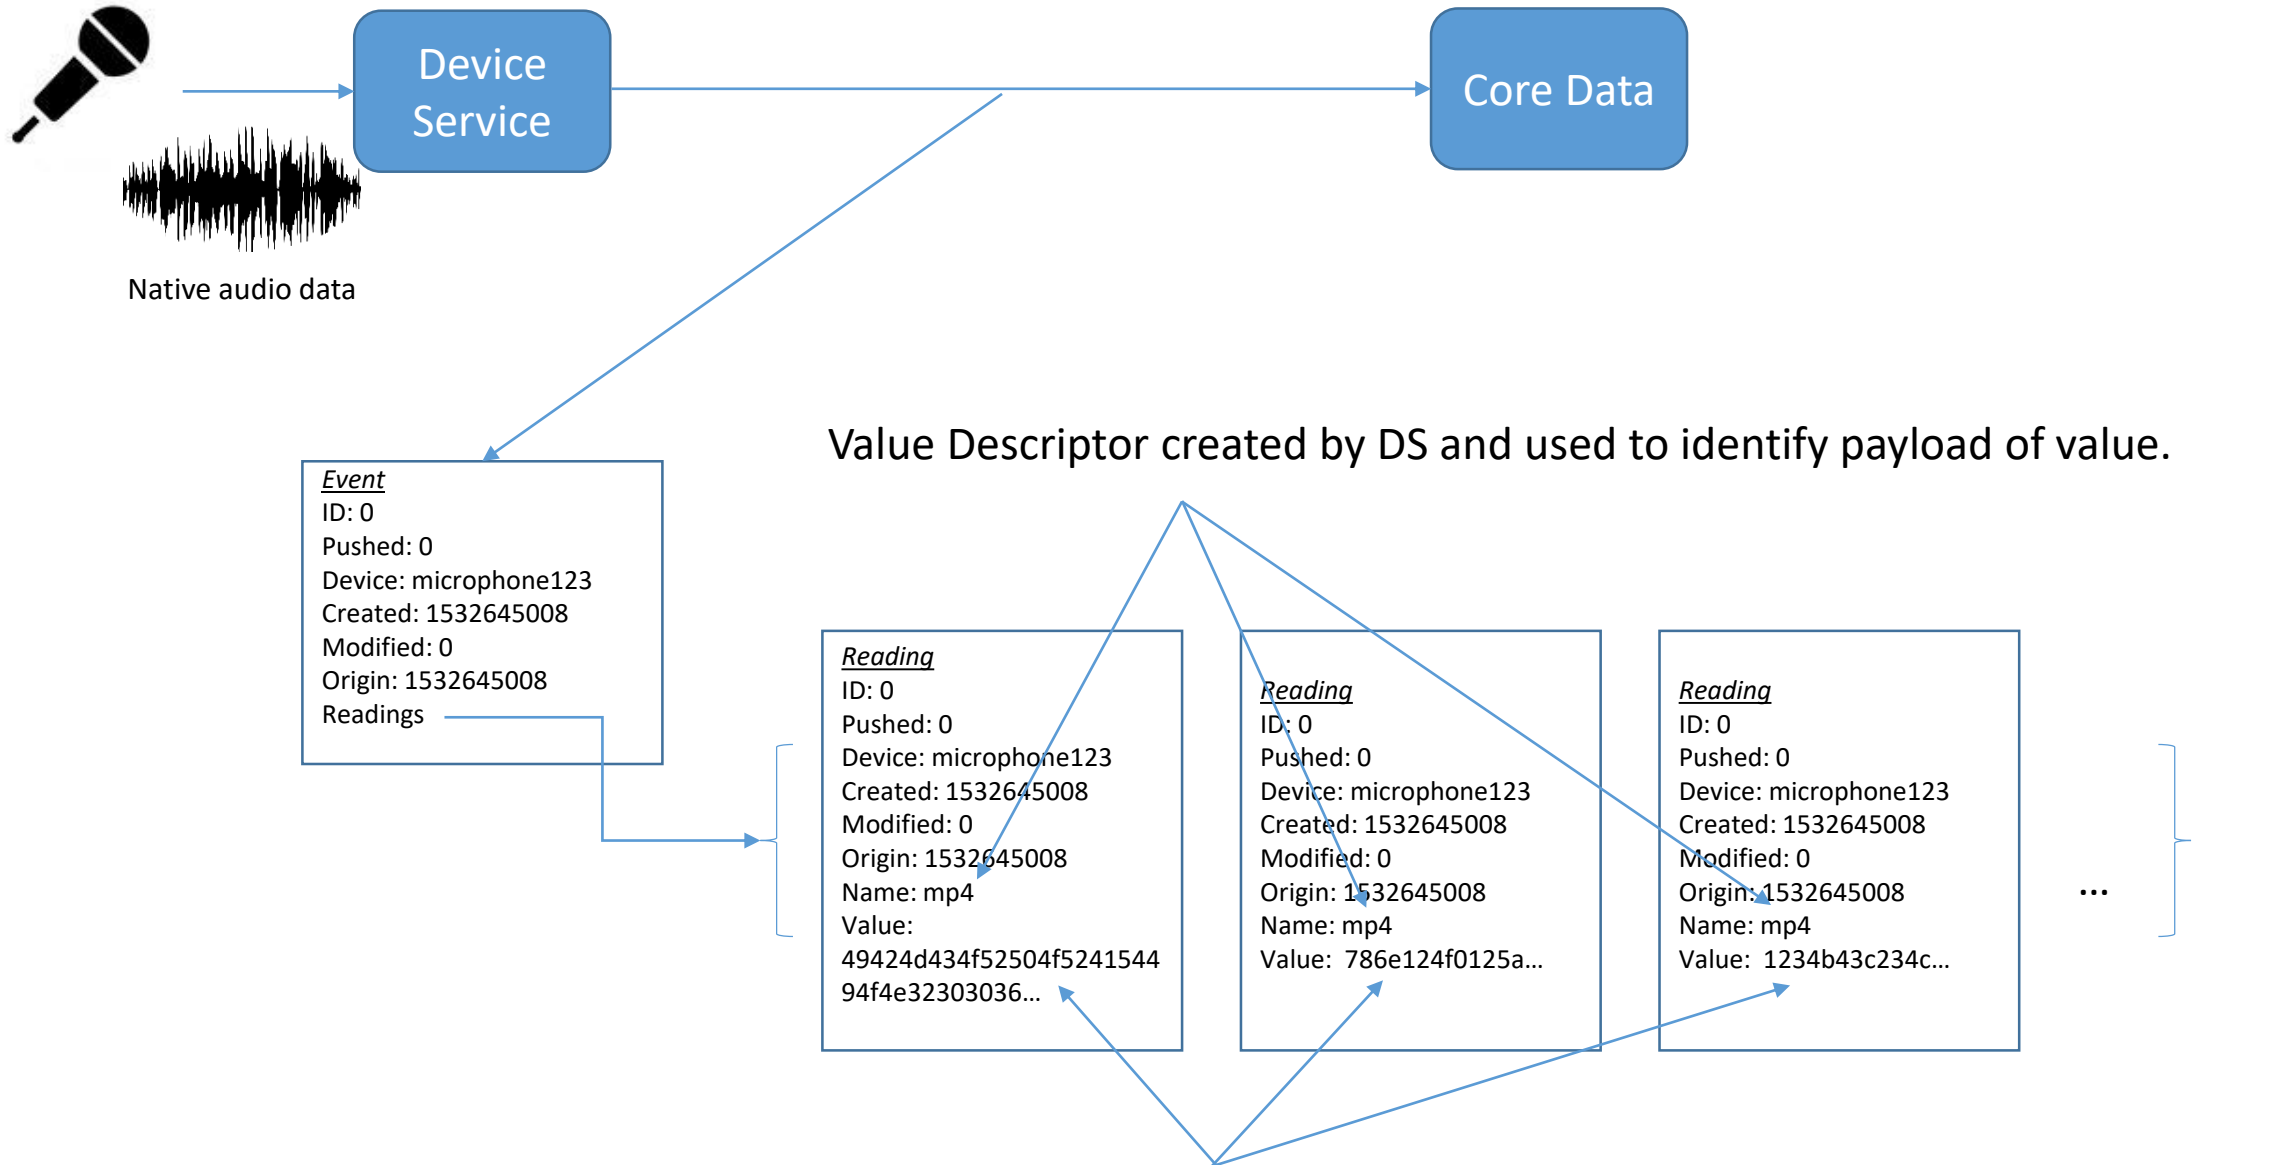 Device
Service
Core Data
Native audio data
Value Descriptor created by DS and used to identify payload of value.
Event
ID: 0
Pushed: 0
Device: microphone123
Created: 1532645008
Modified: 0
Origin: 1532645008
Readings
Reading
ID: 0
Pushed: 0
Device: microphone123
Created: 1532645008
Modified: 0
Origin: 1532645008
Name: mp4
Value:
49424d434f52504f5241544
94f4e32303036…
Reading
ID: 0
Pushed: 0
Device: microphone123
Created: 1532645008
Modified: 0
Origin: 1532645008
Name: mp4
Value:  786e124f0125a…
Reading
ID: 0
Pushed: 0
Device: microphone123
Created: 1532645008
Modified: 0
Origin: 1532645008
Name: mp4
Value:  1234b43c234c…
…